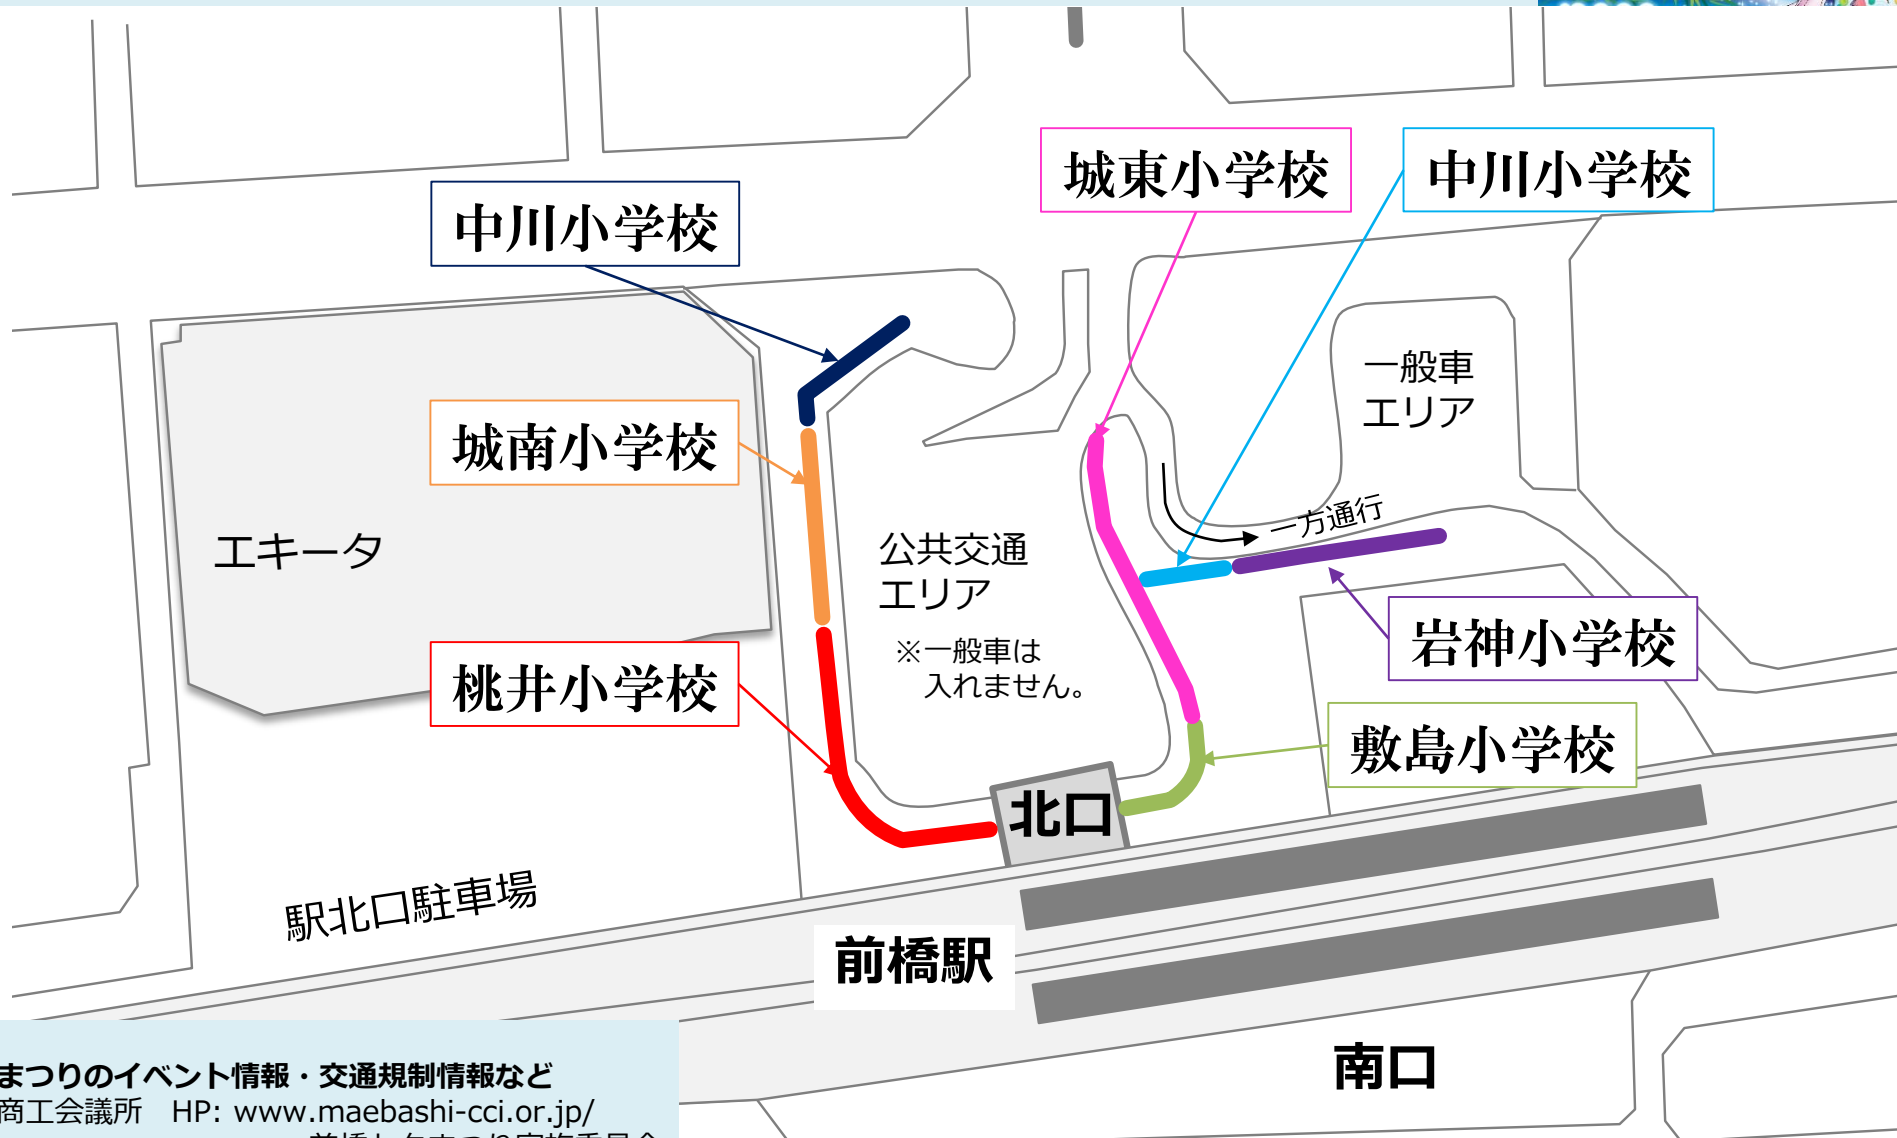 城東小学校
中川小学校
中川小学校
一般車
エリア
城南小学校
一方通行
エキータ
公共交通
エリア
※一般車は
入れません。
岩神小学校
桃井小学校
敷島小学校
北口
駅北口駐車場
前橋駅
南口
まつりのイベント情報・交通規制情報など
商工会議所 HP: www.maebashi-cci.or.jp/